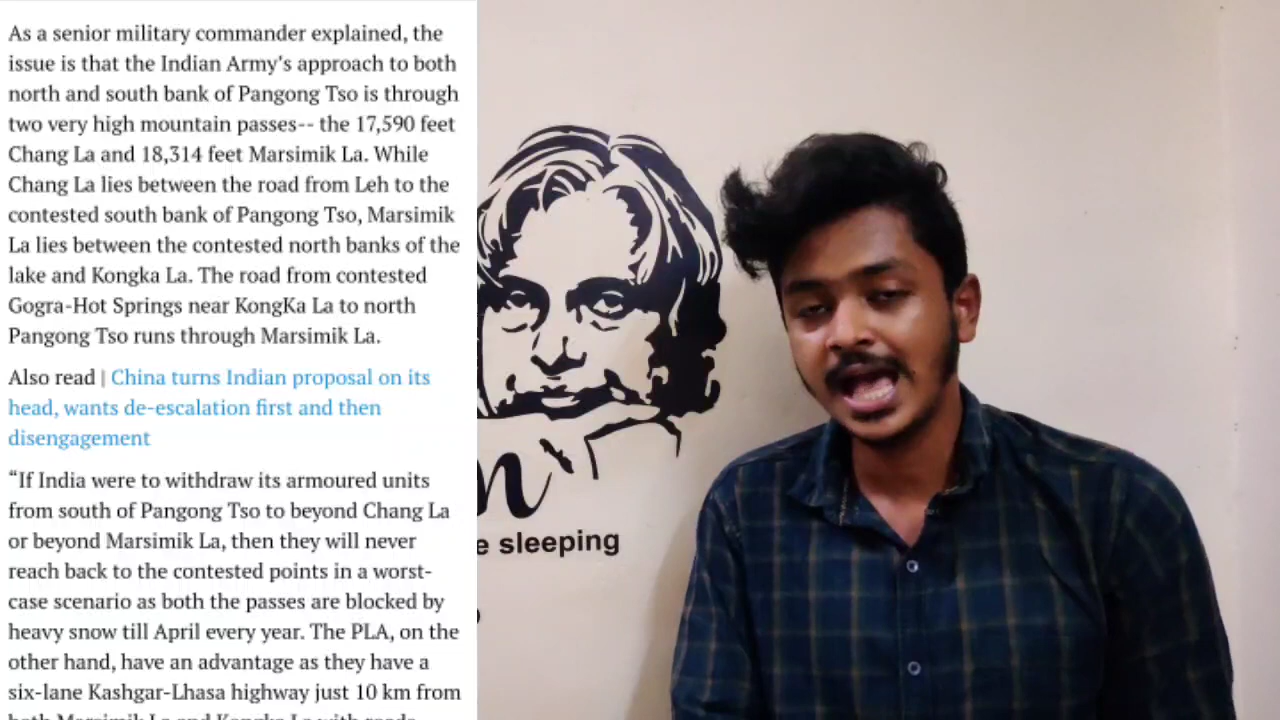 As a senior military commander explained, the
issue is that the Indian Army's approach to both
north and south bank of Pangong Tso is through
two very high mountain passes-- the 17,590 feet
Chang La and 18,314 feet Marsimik La. While
Chang La lies between the road from Leh to the
contested south bank of Pangong Tso, Marsimik
La lies between the contested north banks of the
lake and Kongka La. The road from contested
Gogra-Hot Springs near KongKa La to north
Pangong Tso runs through Marsimik La.
Also read | China turns Indian proposal on its
head, wants de-escalation first and then
disengagement
“If India were to withdraw its armoured units
from south of Pangong Tso to beyond Chang La
or beyond Marsimik La, then they will never
reach back to the contested points in a worst-
case scenario as both the passes are blocked by
heavy snow till April every year. The PLA, on the
other hand, have an advantage as they have a
six-lane Kashgar-Lhasa highway just 10 km from
both Marsimik La and Kongka La with roads
e sleeping